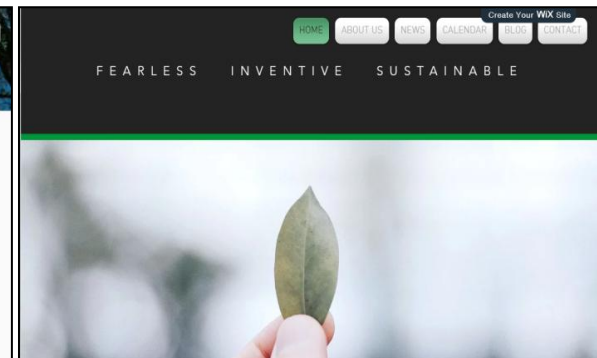 Create Your WiX Site
HOME ABOUT US NEWS CALENDAR BLOG CONTACT
FEARLESS INVENTIVE SUSTAINABLE